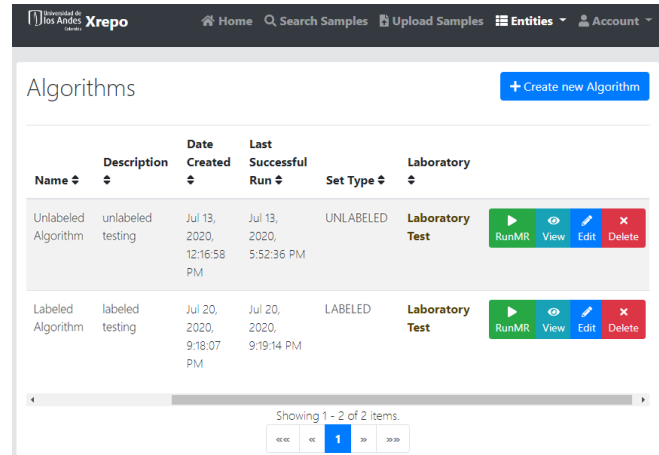 Universidad de
los Andes
Colombia
Xrepo
Home Search Samples Upload Samples Entities Account
Algorithms
+ Create new Algorithm
Name Description Date Created Last Successful Run Set Type Laboratory
Unlabeled Algorithm unlabeled testing Jul 13, 2020, 12:16:58 PM Jul 13, 2020, 5:52:36 PM UNLABELED Laboratory Test RunMR View Edit Delete
Labeled Algorithm labeled testing Jul 20, 2020, 9:18:07 PM Jul 20, 2020, 9:19:14 PM LABELED Laboratory Test RunMR View Edit Delete
Showing 1 - 2 of 2 items.
«« « 1 » »»